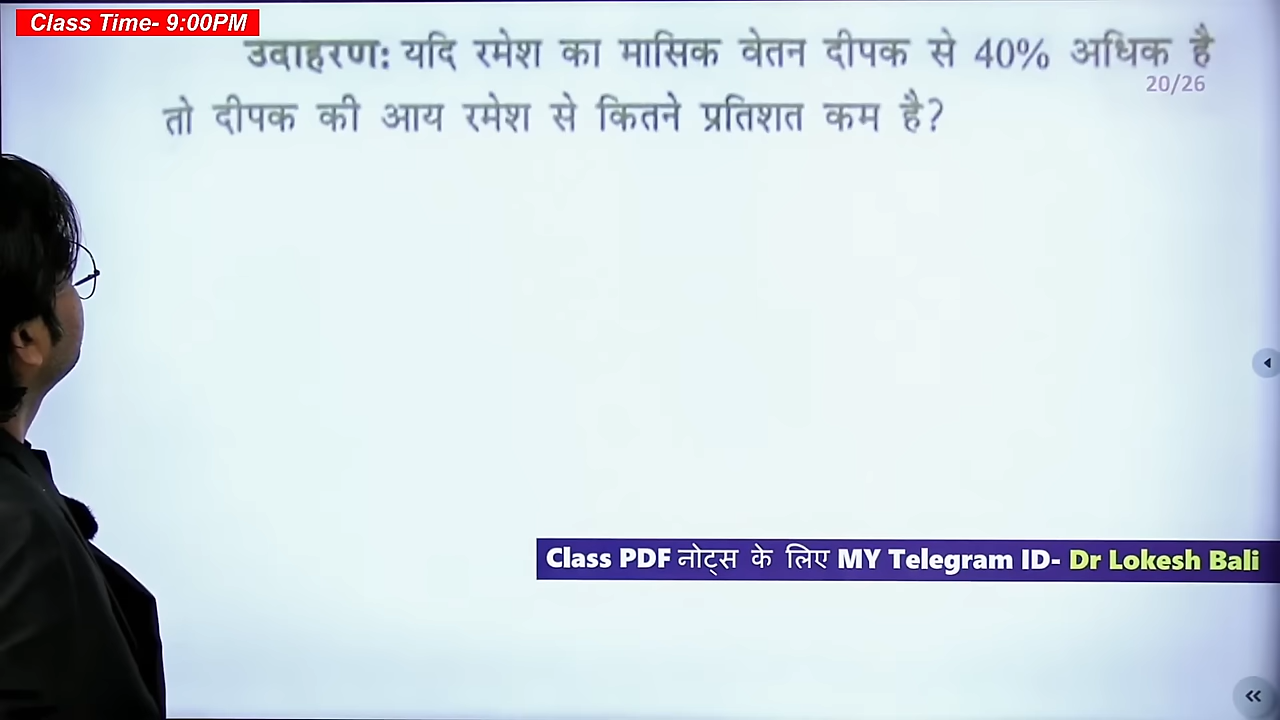 Class Time- 9:00PM
उदाहरण: यदि रमेश का मासिक वेतन दीपक से 40% अधिक है
20/26
तो दीपक की आय रमेश से कितने प्रतिशत कम है?
Class PDF नोट्स के लिए MY Telegram ID- Dr Lokesh Bali